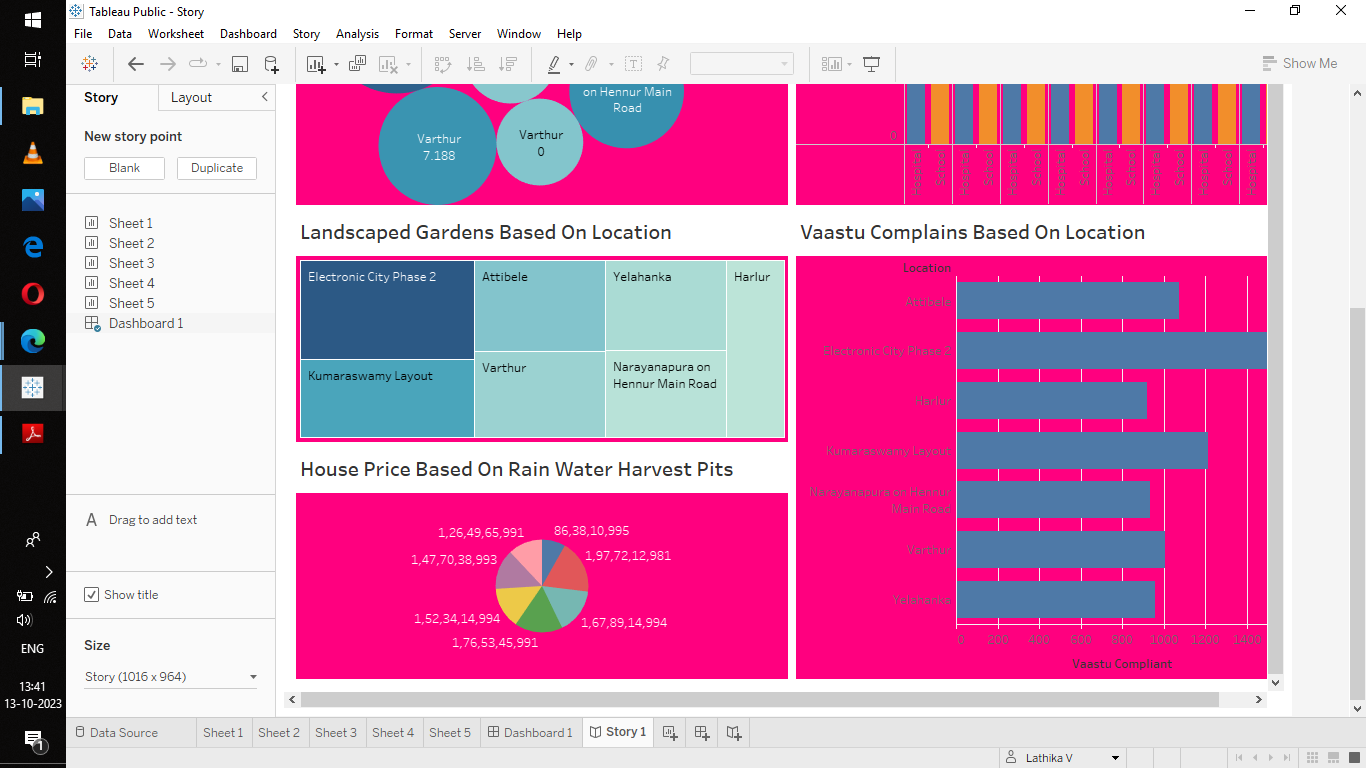 Tableau Public - Story
File Data Worksheet Dashboard Story Analysis Format Server Window Help
Show Me
Story Layout
New story point
Blank Duplicate
Sheet 1
Sheet 2
Sheet 3
Sheet 4
Sheet 5
Dashboard 1
Drag to add text
Show title
Size
Story (1016 x 964)
on Hennur Main
Road
Varthur
7.188
Varthur
0
0
Hospital
School
Hospital
School
Hospital
School
Hospital
School
Hospital
School
Hospital
School
Hospital
School
Hospital
Landscaped Gardens Based On Location
Electronic City Phase 2
Attibele
Yelahanka
Harlur
Kumaraswamy Layout
Varthur
Narayanapura on
Hennur Main Road
Vaastu Complains Based On Location
Location
Attibele
Electronic City Phase 2
Harlur
Kumaraswamy Layout
Narayanapura on Hennur
Main Road
Varthur
Yelahanka
0 200 400 600 800 1000 1200 1400
Vaastu Compliant
House Price Based On Rain Water Harvest Pits
1,26,49,65,991
86,38,10,995
1,47,70,38,993
1,97,72,12,981
1,52,34,14,994
1,67,89,14,994
1,76,53,45,991
ENG
13:41
13-10-2023
1
Data Source Sheet 1 Sheet 2 Sheet 3 Sheet 4 Sheet 5 Dashboard 1 Story 1
Lathika V